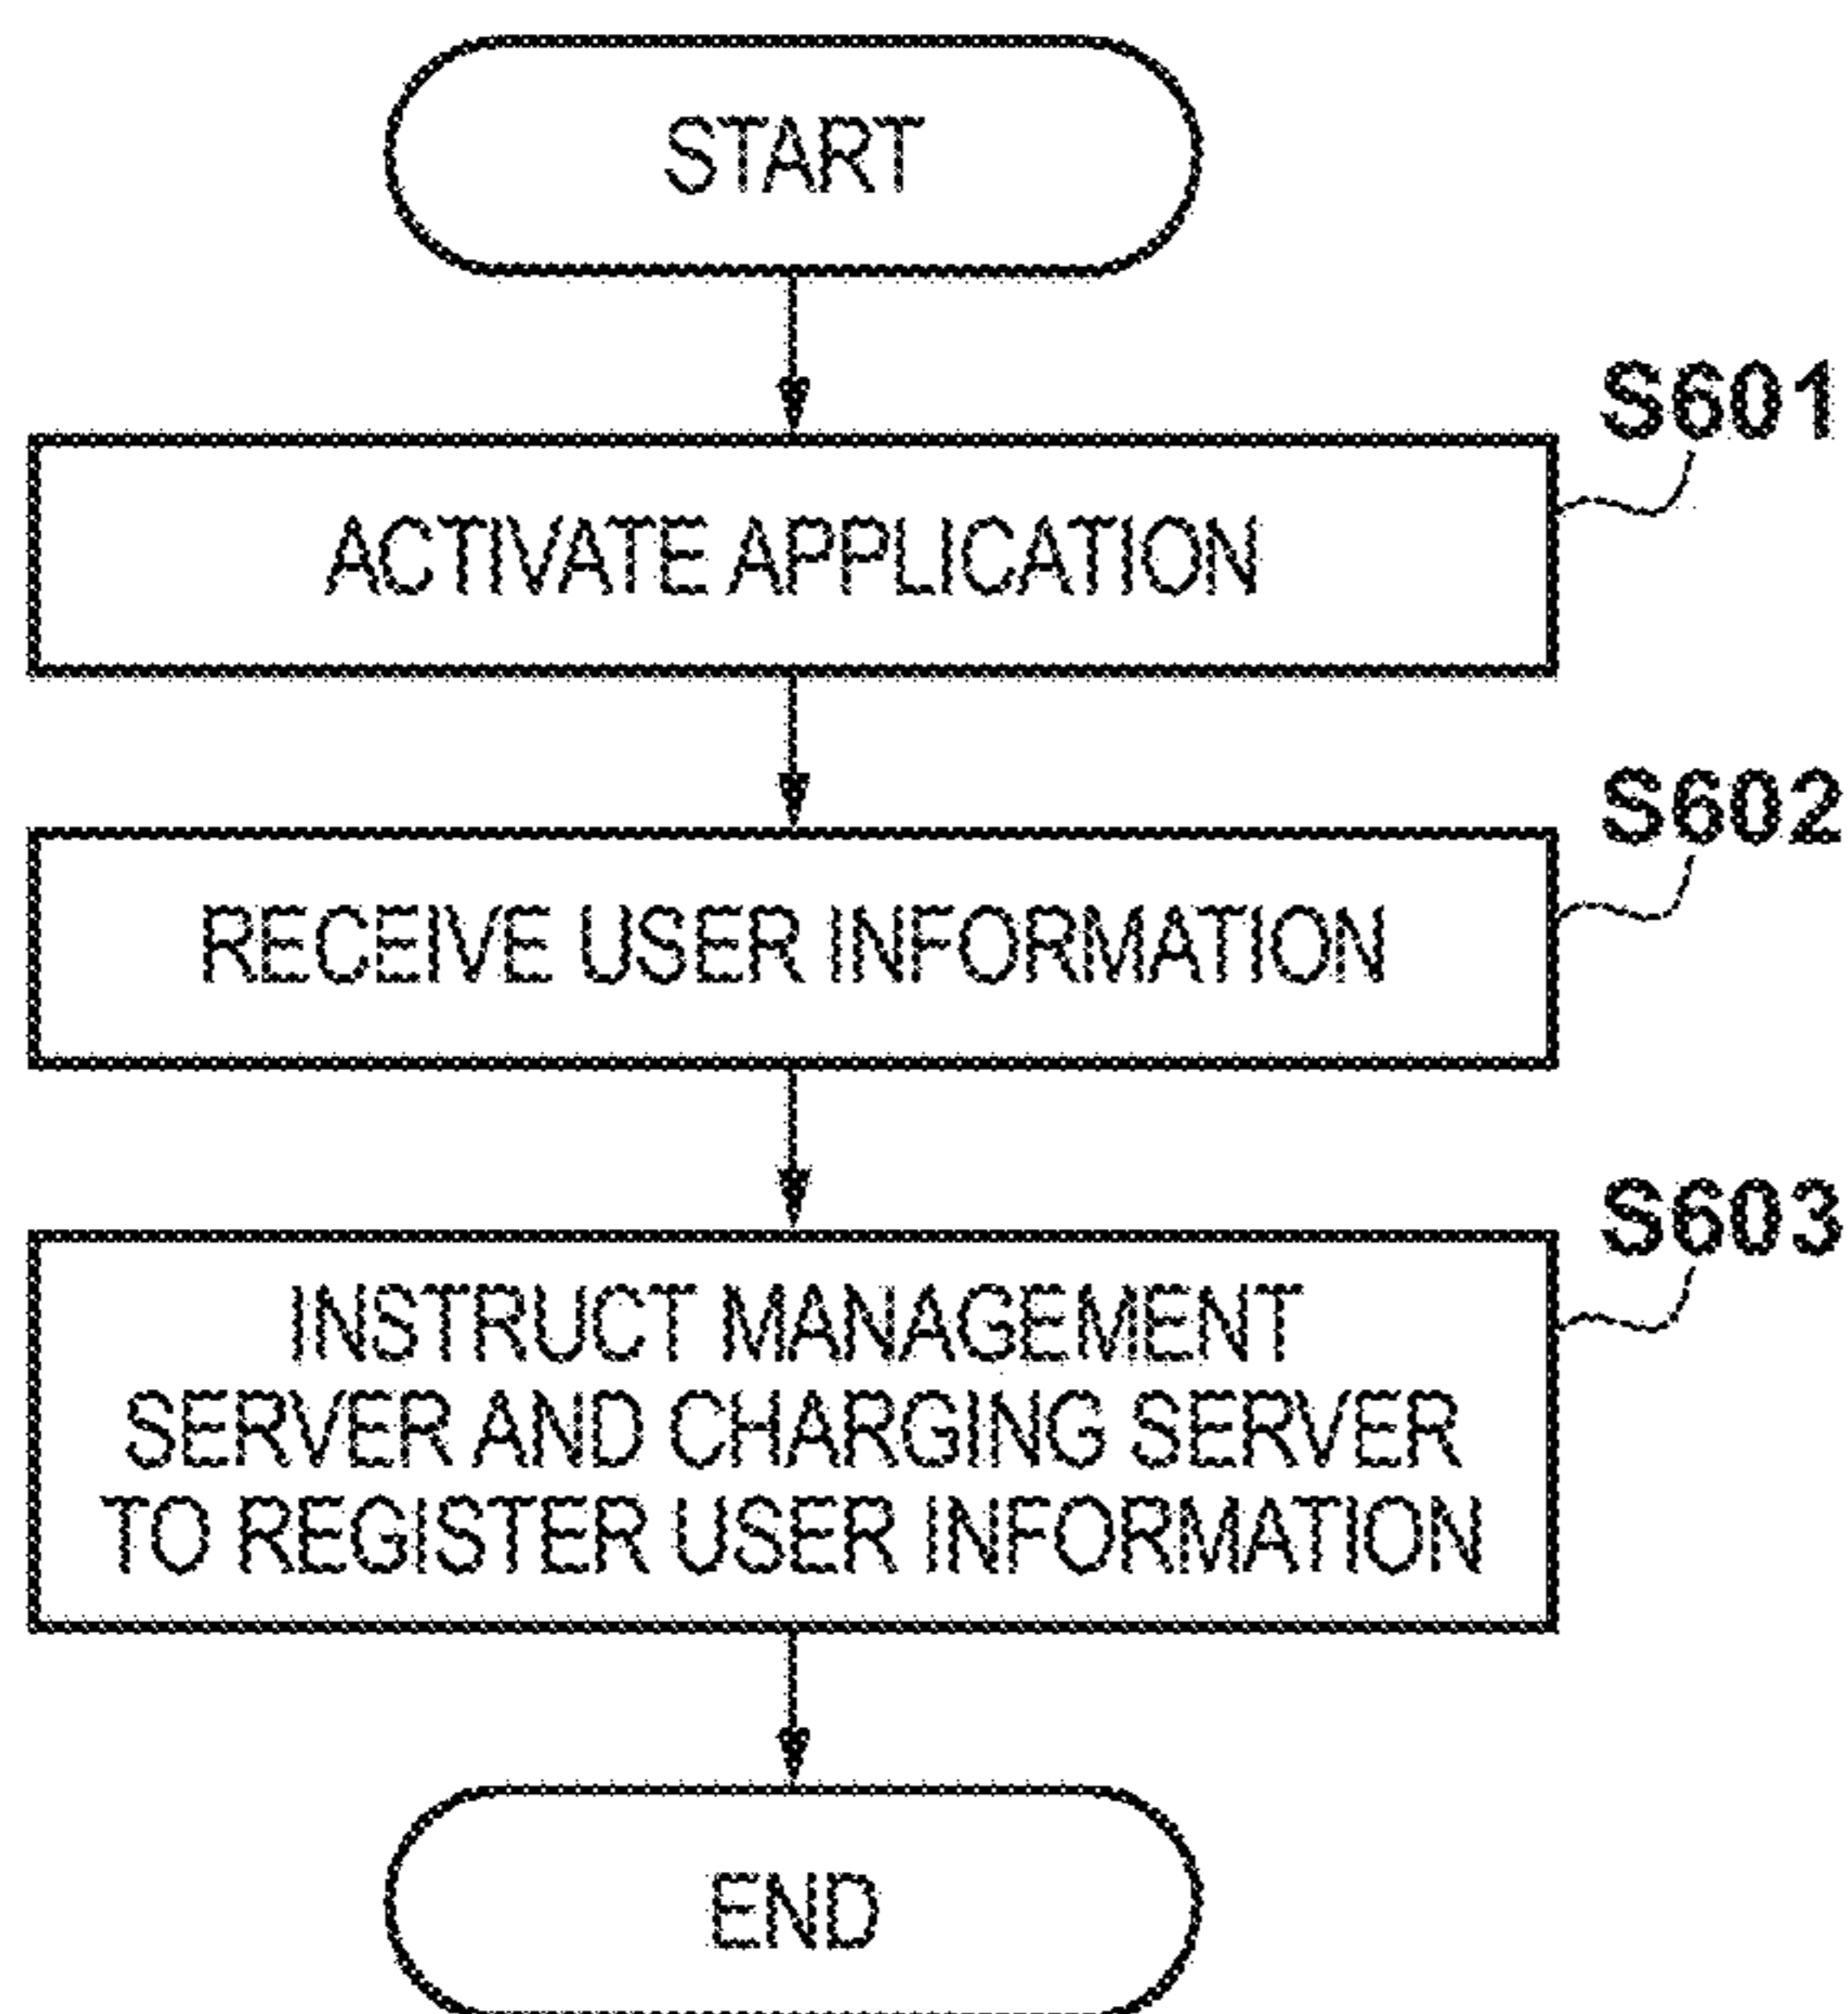 START
S601
ACTIVATE APPLICATION
S602
RECEIVE USER INFORMATION
S603
INSTRUCT MANAGEMENT
SERVER AND CHARGING SERVER
TO REGISTER USER INFORMATION
END